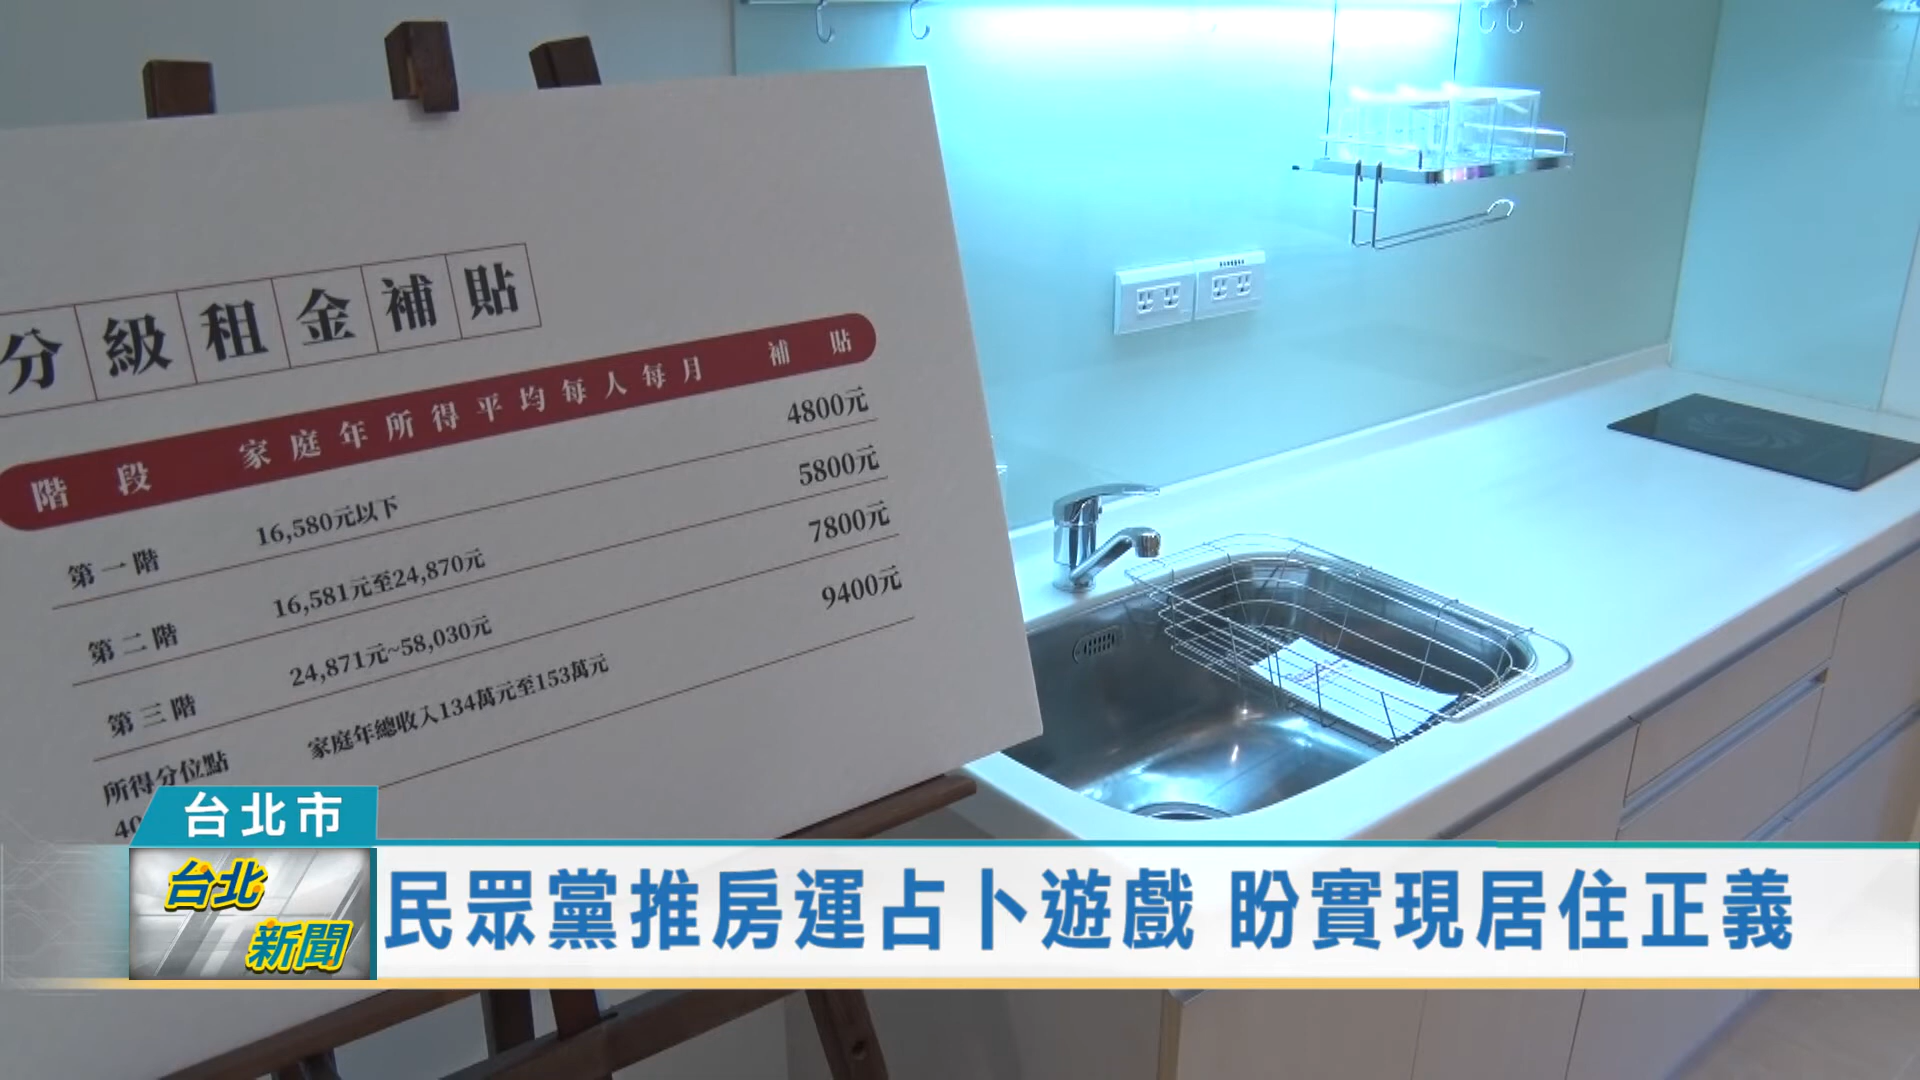 分級租金補貼
階段 家庭年所得平均每人每月 補貼
第一階 16,580元以下 4800元
第二階 16,581元至24,870元 5800元
第三階 24,871元~58,030元 7800元
所得分位點 家庭年總收入134萬元至153萬元 9400元
40
台北市
台北
新聞
民眾黨推房運占卜遊戲 盼實現居住正義